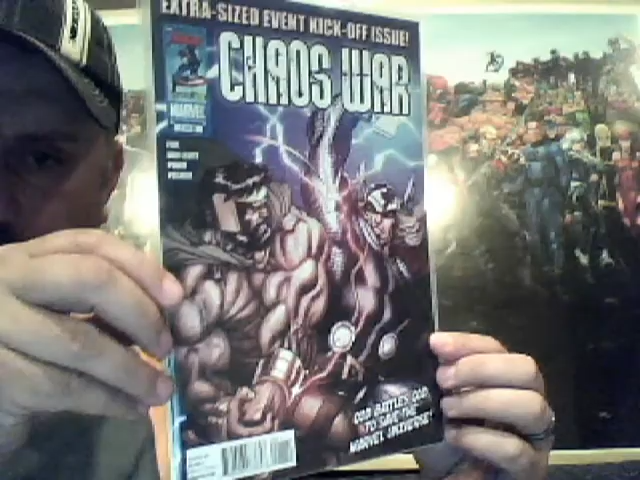 EXTRA-SIZED EVENT KICK-OFF ISSUE!
CHAOS WAR
MARVEL
GOD BATTLES GOD
TO SAVE THE
MARVEL UNIVERSE!